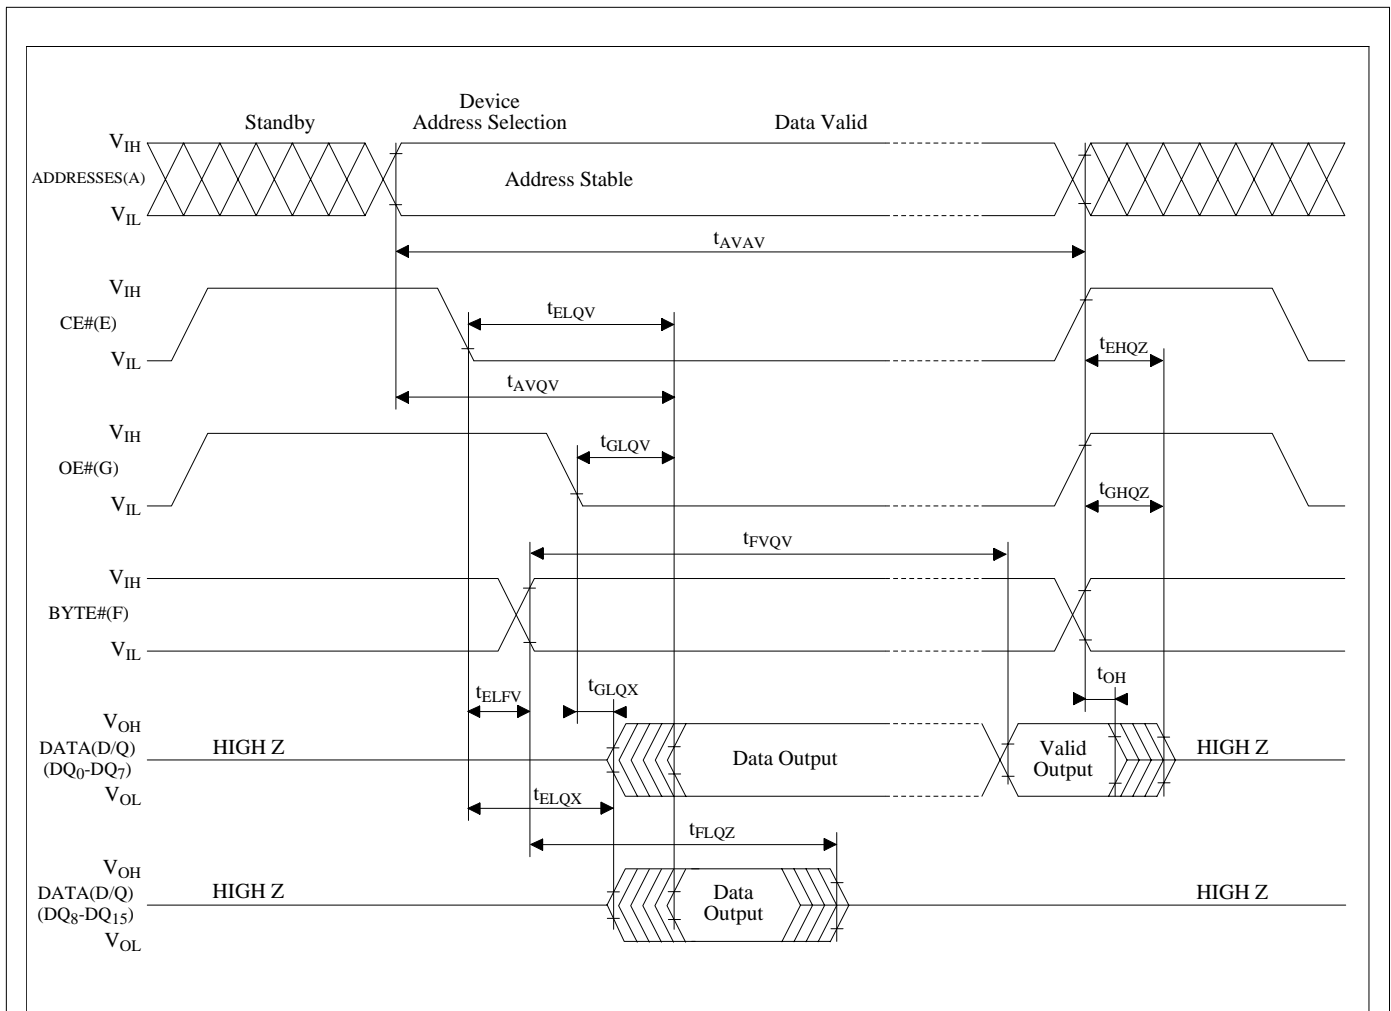 Standby
Device
Address Selection
Data Valid
VIH
ADDRESSES(A)
VIL
Address Stable
tAVAV
VIH
CE#(E)
VIL
tELQV
tEHQZ
tAVQV
VIH
OE#(G)
VIL
tGLQV
tGHQZ
tFVQV
VIH
BYTE#(F)
VIL
tELFV
tGLQX
tOH
VOH
DATA(D/Q)
(DQ0-DQ7)
VOL
HIGH Z
Data Output
Valid
Output
HIGH Z
tELQX
tFLQZ
VOH
DATA(D/Q)
(DQ8-DQ15)
VOL
HIGH Z
Data
Output
HIGH Z